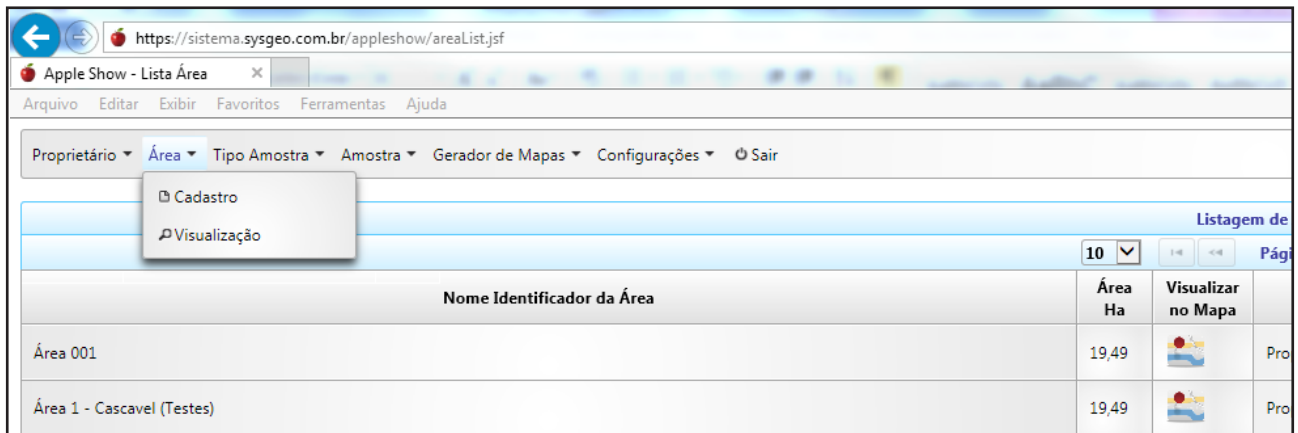 https://sistema.sysgeo.com.br/appleshow/areaList.jsf
Apple Show - Lista Área
Arquivo Editar Exibir Favoritos Ferramentas Ajuda
Proprietário Área Tipo Amostra Amostra Gerador de Mapas Configurações Sair
Cadastro
Visualização
Listagem de
10 Pági
Nome Identificador da Área
Área
Ha
Visualizar
no Mapa
Área 001 19,49 Pro
Área 1 - Cascavel (Testes) 19,49 Pro